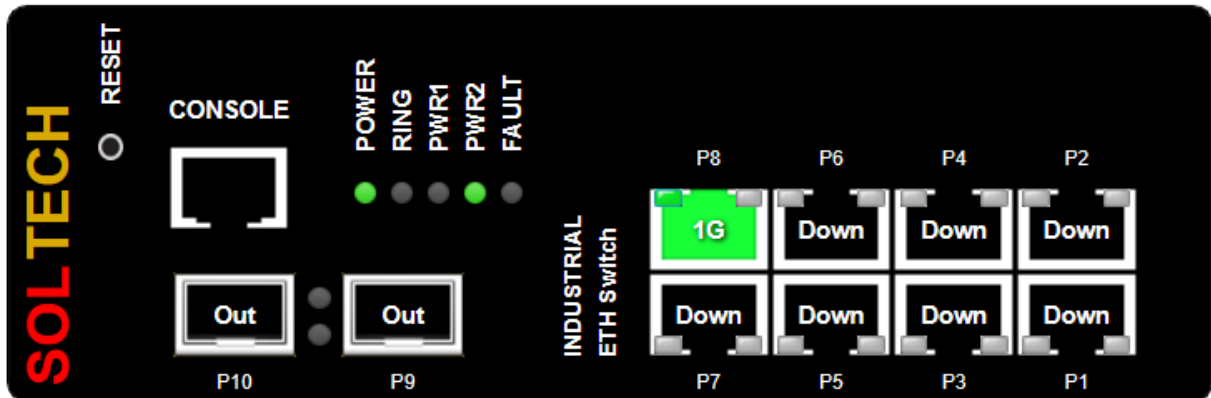 SOLTECH
RESET
CONSOLE
POWER
RING
PWR1
PWR2
FAULT
Out
Out
P10
P9
INDUSTRIAL
ETH Switch
P8 P6 P4 P2
1G Down Down Down
Down Down Down Down
P7 P5 P3 P1